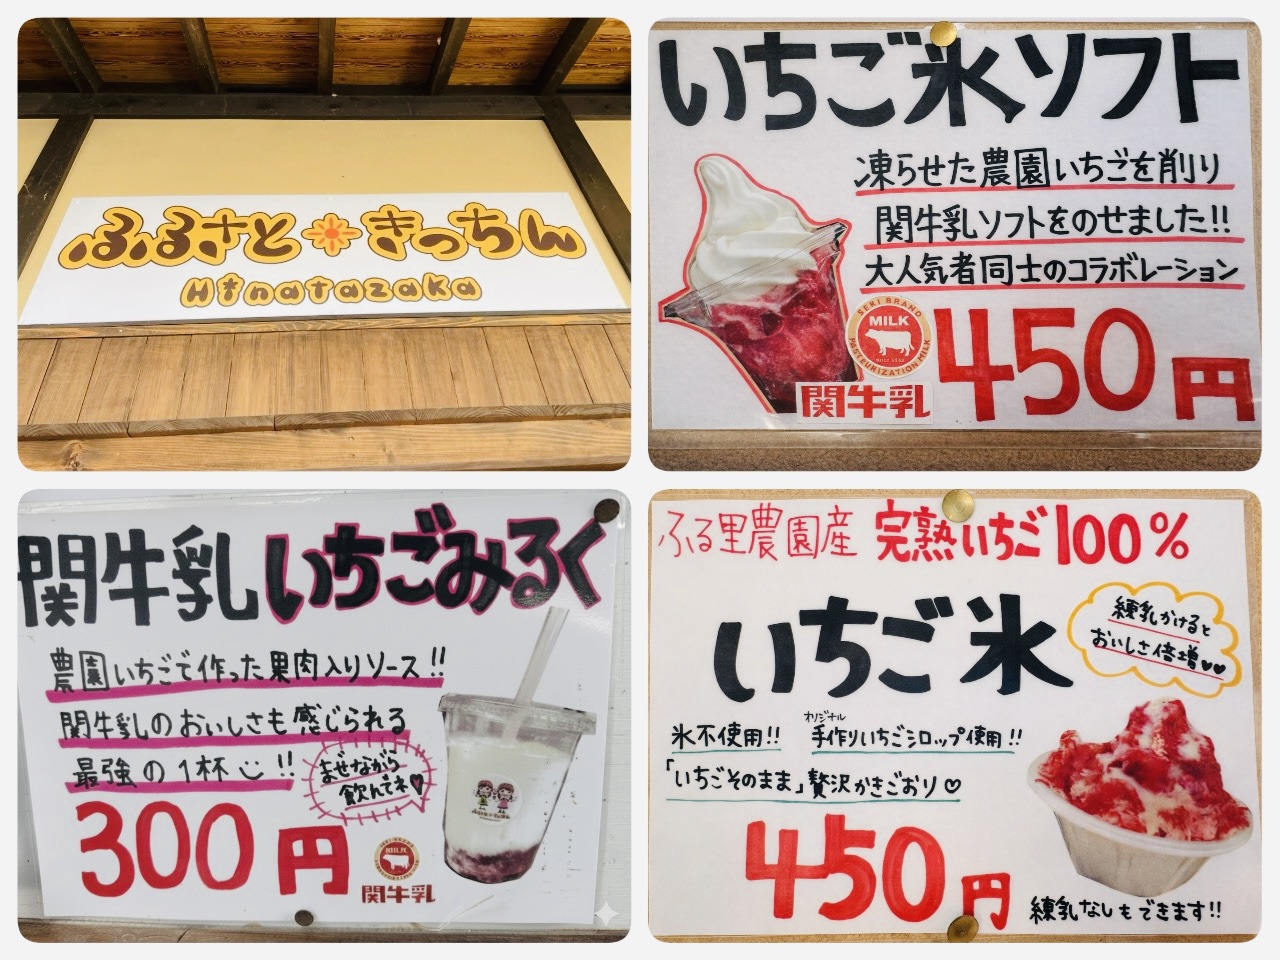 ふるさときっちん
Hinatazaka
いちご氷ソフト
凍らせた農園いちごを削り
関牛乳ソフトをのせました!!
大人気者同士のコラボレーション
SEKI BRAND
MILK
PASTEURIZATION MILK
関牛乳
450円
関牛乳いちごみるく
農園いちごで作った果肉入りソース!!
関牛乳のおいしさも感じられる
最強の1杯!!
まぜながら
飲んでネ♥
300円
MILK
関牛乳
ふる里農園産 完熟いちご100%
いちご氷
練乳かけると
おいしさ倍増♥♥
氷不使用!!
オリジナル
手作りいちごシロップ使用!!
「いちごそのまま」贅沢かきごおり♡
450円
練乳なしもできます!!